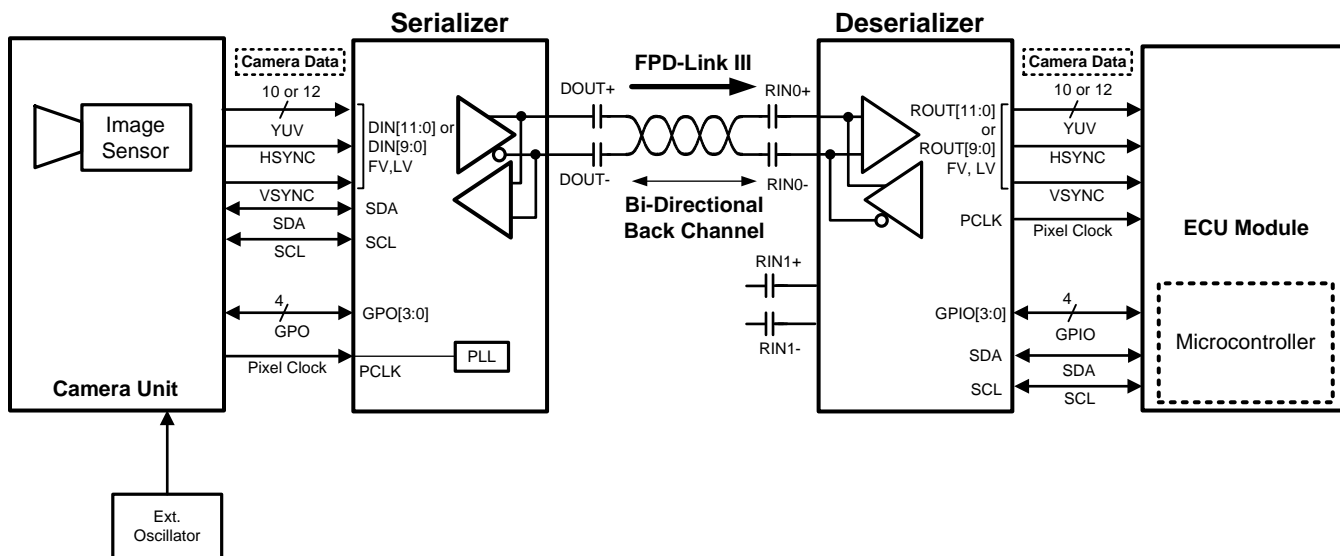 Serializer
Deserializer
Camera Data
FPD-Link III
Camera Data
DOUT+
RIN0+
10 or 12
10 or 12
Image
Sensor
YUV
DIN[11:0] or
DIN[9:0]
FV,LV
ROUT[11:0]
or
ROUT[9:0]
FV, LV
YUV
HSYNC
HSYNC
DOUT-
RIN0-
VSYNC
VSYNC
SDA
SDA
Bi-Directional
Back Channel
PCLK
Pixel Clock
ECU Module
SCL
SCL
RIN1+
4
GPO
GPO[3:0]
GPIO[3:0]
4
GPIO
Microcontroller
RIN1-
Pixel Clock
PCLK
PLL
SDA
SDA
Camera Unit
SCL
SCL
Ext.
Oscillator